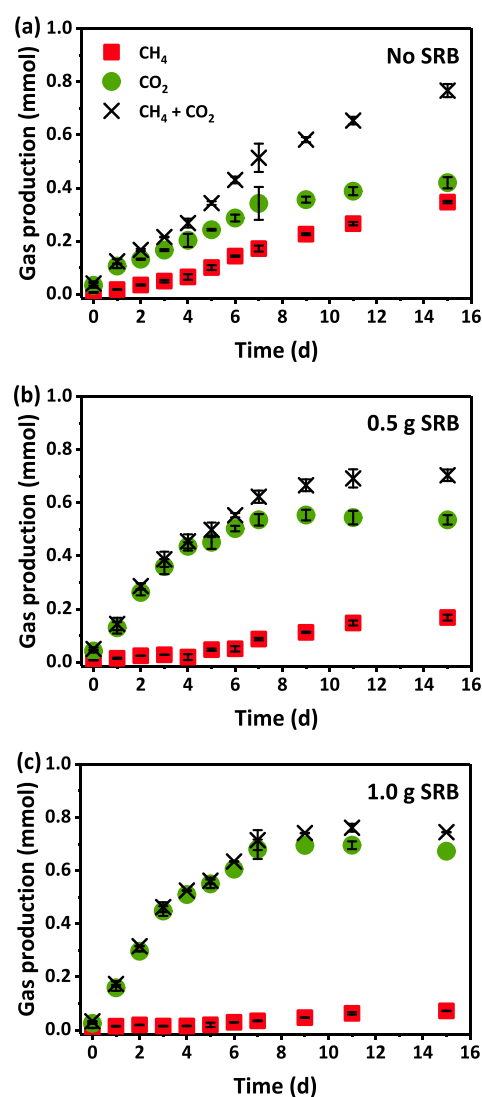 (a)
No SRB
CH₄
CO₂
CH₄ + CO₂
Gas production (mmol)
1.0
0.8
0.6
0.4
0.2
0.0
0 2 4 6 8 10 12 14 16
Time (d)
(b)
0.5 g SRB
Gas production (mmol)
1.0
0.8
0.6
0.4
0.2
0.0
0 2 4 6 8 10 12 14 16
Time (d)
(c)
1.0 g SRB
Gas production (mmol)
1.0
0.8
0.6
0.4
0.2
0.0
0 2 4 6 8 10 12 14 16
Time (d)